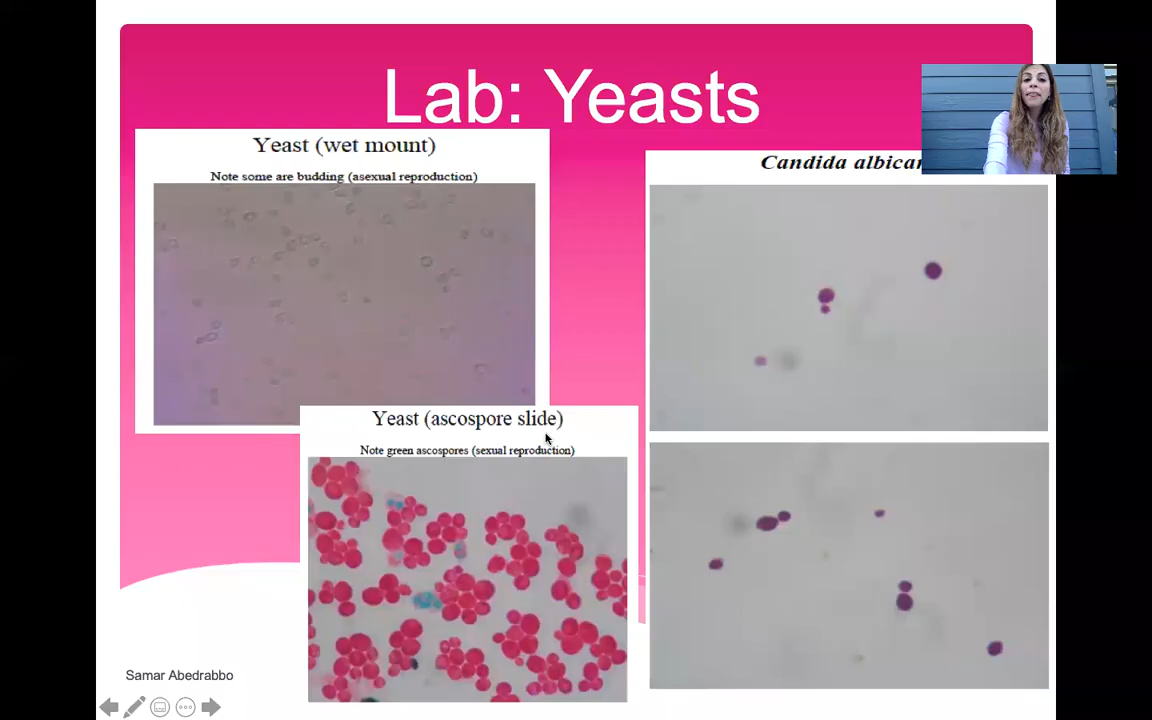 Lab: Yeasts
Yeast (wet mount)
Note some are budding (asexual reproduction)
Candida
Yeast (ascospore slide)
Note green ascospores (sexual reproduction)
Samar Abedrabbo